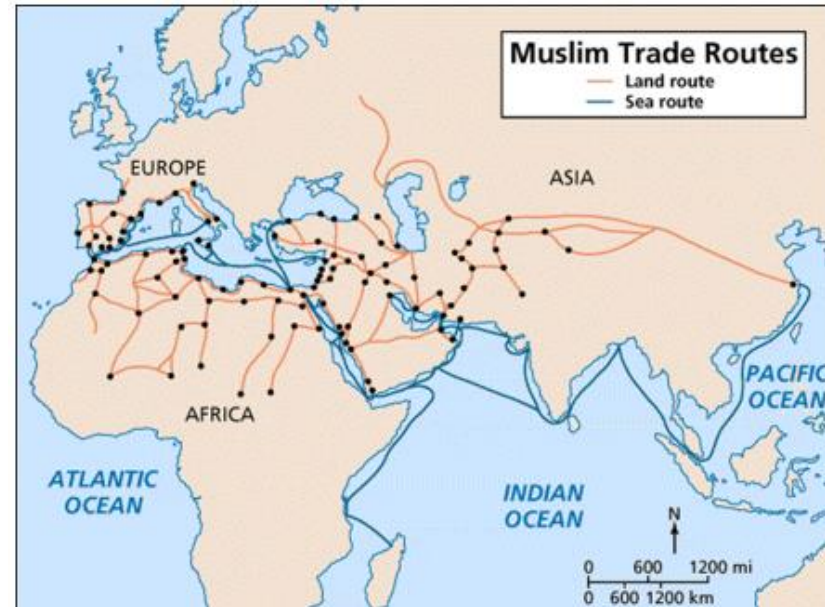 Muslim Trade Routes
Land route
Sea route
EUROPE
ASIA
AFRICA
PACIFIC
OCEAN
ATLANTIC
OCEAN
INDIAN
OCEAN
N
0 600 1200 mi
0 600 1200 km